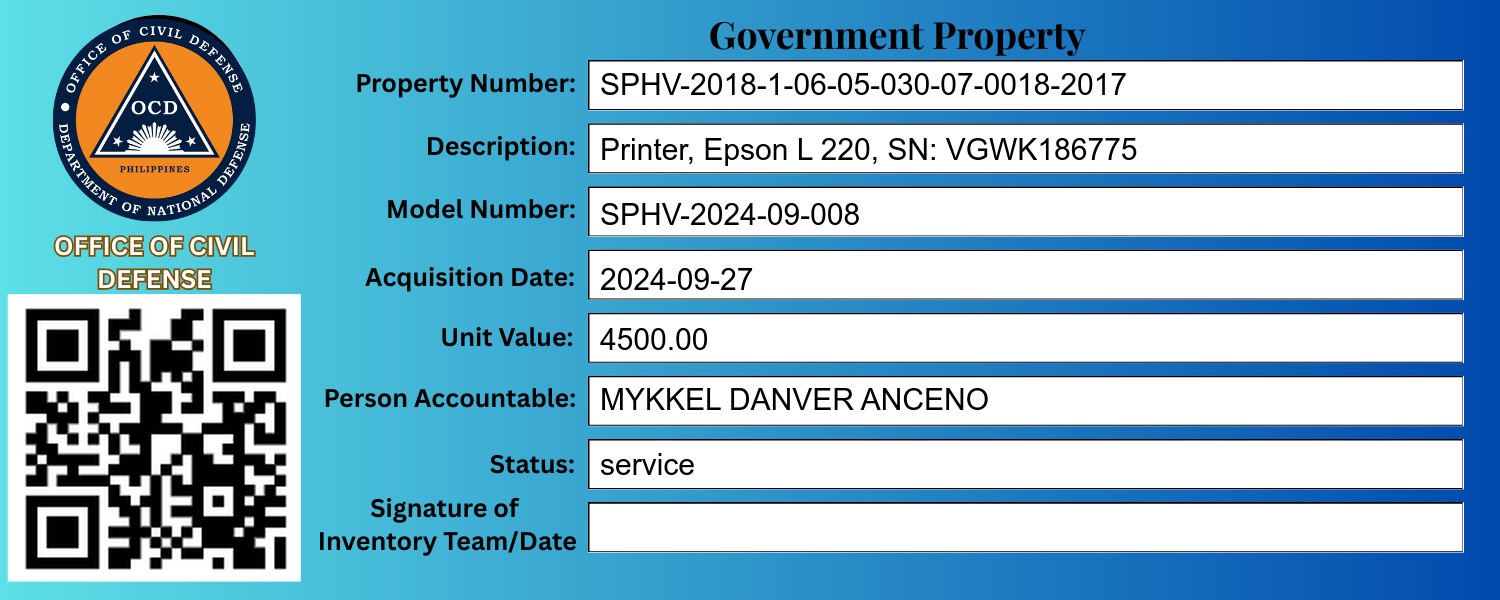 OFFICE OF CIVIL DEFENSE
OCD
PHILIPPINES
DEPARTMENT OF NATIONAL DEFENSE
OFFICE OF CIVIL
DEFENSE
Government Property
Property Number: SPHV-2018-1-06-05-030-07-0018-2017
Description: Printer, Epson L 220, SN: VGWK186775
Model Number: SPHV-2024-09-008
Acquisition Date: 2024-09-27
Unit Value: 4500.00
Person Accountable: MYKKEL DANVER ANCENO
Status: service
Signature of
Inventory Team/Date